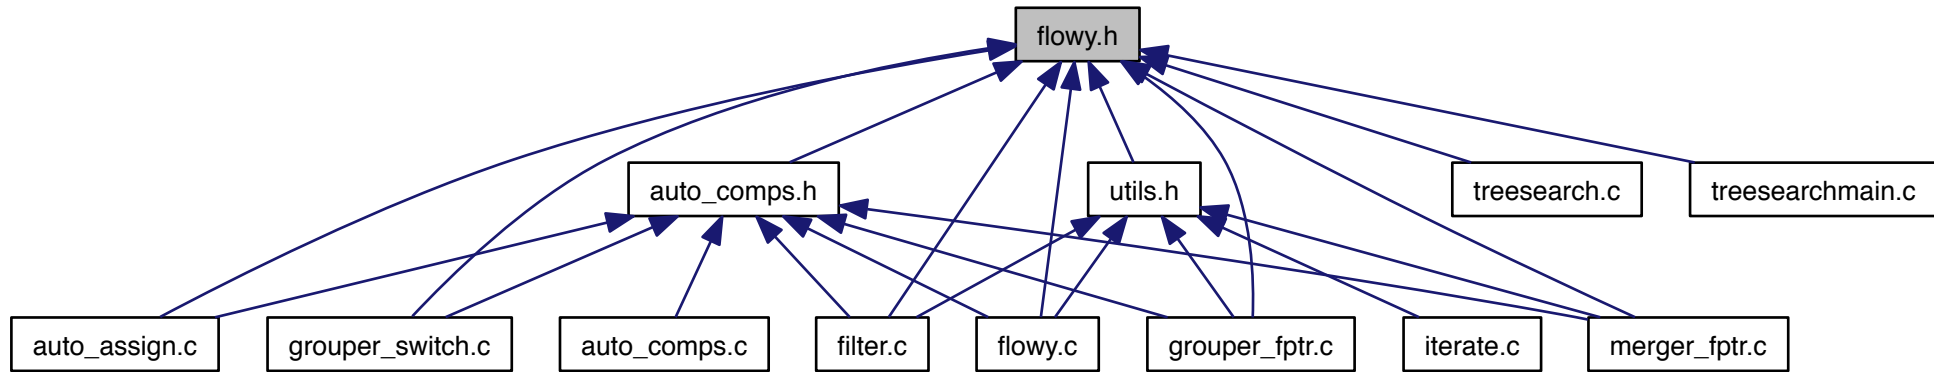 flowy.h
auto_comps.h
utils.h
treesearch.c
treesearchmain.c
auto_assign.c
grouper_switch.c
auto_comps.c
filter.c
flowy.c
grouper_fptr.c
iterate.c
merger_fptr.c